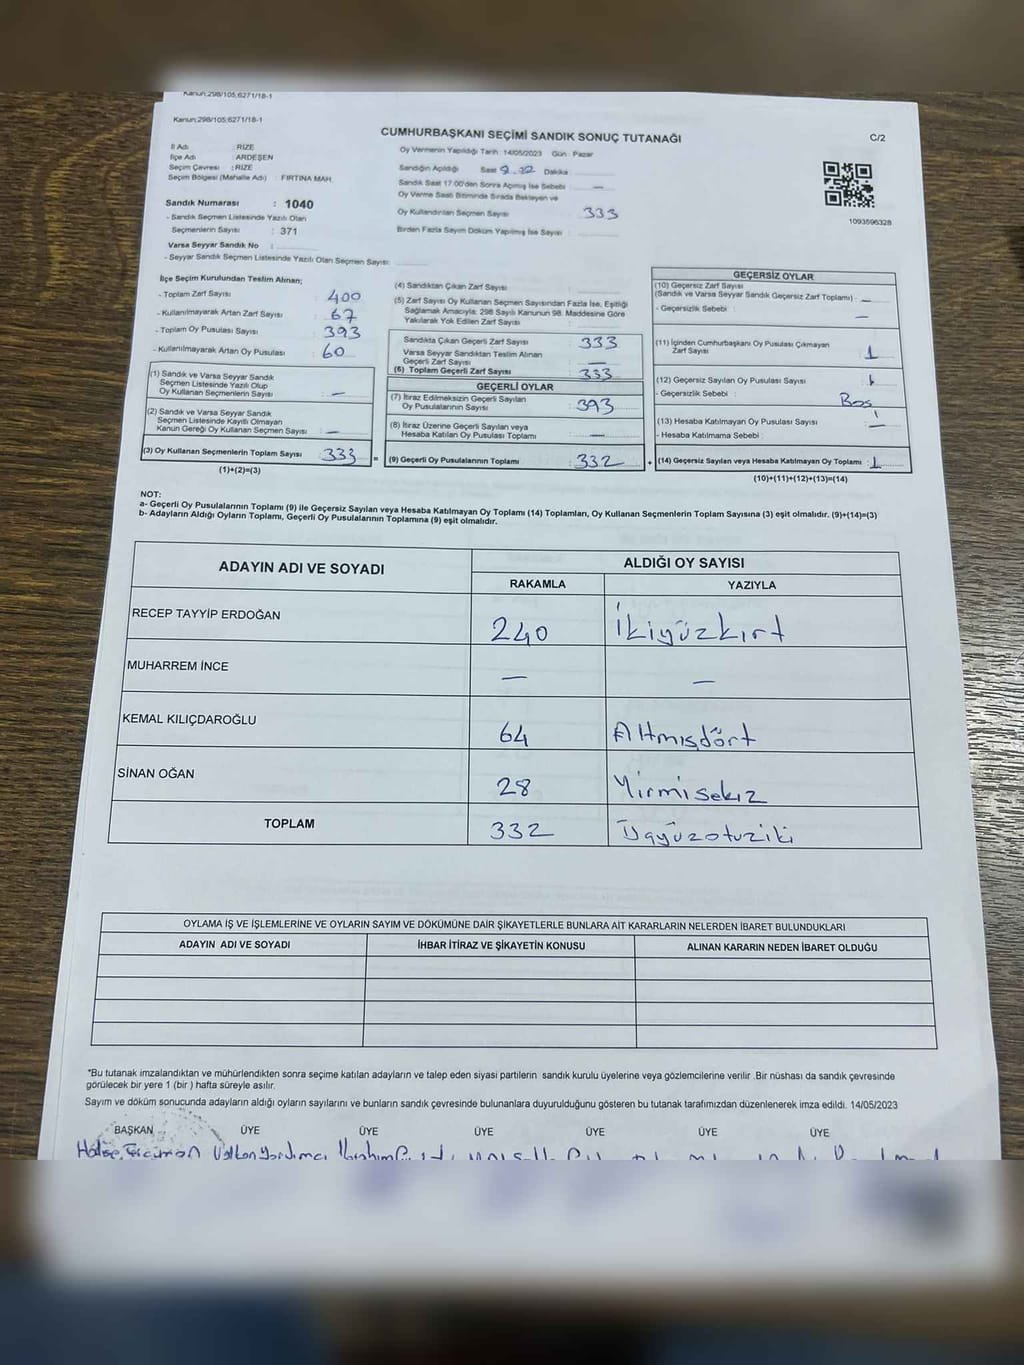 Kanun;298/105;6271/18-1
Kanun;298/105;6271/18-1
CUMHURBAŞKANI SEÇİMİ SANDIK SONUÇ TUTANAĞI
C/2
İl Adı : RİZE
İlçe Adı : ARDEŞEN
Seçim Çevresi : RİZE
Seçim Bölgesi (Mahalle Adı) : FIRTINA MAH.
Sandık Numarası : 1040
- Sandık Seçmen Listesinde Yazılı Olan
Seçmenlerin Sayısı : 371
Varsa Seyyar Sandık No :
- Seyyar Sandık Seçmen Listesinde Yazılı Olan Seçmen Sayısı:
Oy Vermenin Yapıldığı Tarih : 14/05/2023 Gün : Pazar
Sandığın Açıldığı Saat Dakika
Sandık Saat 17:00'den Sonra Açılmış İse Sebebi : —
Oy Verme Saati Bitiminde Sırada Bekleyen ve
Oy Kullandırılan Seçmen Sayısı : 333
Birden Fazla Sayım Döküm Yapılmış İse Sayısı :
1093596328
İlçe Seçim Kurulundan Teslim Alınan;
- Toplam Zarf Sayısı : 400
- Kullanılmayarak Artan Zarf Sayısı : 67
- Toplam Oy Pusulası Sayısı : 393
- Kullanılmayarak Artan Oy Pusulası : 60
(1) Sandık ve Varsa Seyyar Sandık
Seçmen Listesinde Yazılı Olup
Oy Kullanan Seçmenlerin Sayısı : —
(2) Sandık ve Varsa Seyyar Sandık
Seçmen Listesinde Kayıtlı Olmayan
Kanun Gereği Oy Kullanan Seçmen Sayısı : —
(3) Oy Kullanan Seçmenlerin Toplam Sayısı : 333
(1)+(2)=(3)
(4) Sandıktan Çıkan Zarf Sayısı :
(5) Zarf Sayısı Oy Kullanan Seçmen Sayısından Fazla İse, Eşitliği
Sağlamak Amacıyla; 298 Sayılı Kanunun 98. Maddesine Göre
Yakılarak Yok Edilen Zarf Sayısı :
Sandıkta Çıkan Geçerli Zarf Sayısı : 333
Varsa Seyyar Sandıktan Teslim Alınan
Geçerli Zarf Sayısı : —
(6) Toplam Geçerli Zarf Sayısı : 333
GEÇERLİ OYLAR
(7) İtiraz Edilmeksizin Geçerli Sayılan
Oy Pusulalarının Sayısı : 393
(8) İtiraz Üzerine Geçerli Sayılan veya
Hesaba Katılan Oy Pusulası Toplamı : —
= (9) Geçerli Oy Pusulalarının Toplamı : 332
GEÇERSİZ OYLAR
(10) Geçersiz Zarf Sayısı
(Sandık ve Varsa Seyyar Sandık Geçersiz Zarf Toplamı) : —
- Geçersizlik Sebebi : —
(11) İçinden Cumhurbaşkanı Oy Pusulası Çıkmayan
Zarf Sayısı : 1
(12) Geçersiz Sayılan Oy Pusulası Sayısı :
- Geçersizlik Sebebi : Boş
(13) Hesaba Katılmayan Oy Pusulası Sayısı : —
- Hesaba Katılmama Sebebi :
+ (14) Geçersiz Sayılan veya Hesaba Katılmayan Oy Toplamı : 1
(10)+(11)+(12)+(13)=(14)
NOT:
a- Geçerli Oy Pusulalarının Toplamı (9) ile Geçersiz Sayılan veya Hesaba Katılmayan Oy Toplamı (14) Toplamları, Oy Kullanan Seçmenlerin Toplam Sayısına (3) eşit olmalıdır. (9)+(14)=(3)
b- Adayların Aldığı Oyların Toplamı, Geçerli Oy Pusulalarının Toplamına (9) eşit olmalıdır.
ADAYIN ADI VE SOYADI
ALDIĞI OY SAYISI
RAKAMLA YAZIYLA
RECEP TAYYİP ERDOĞAN 240 İkiyüzkırt
MUHARREM İNCE — —
KEMAL KILIÇDAROĞLU 64 Altmışdört
SİNAN OĞAN 28 Yirmisekiz
TOPLAM 332 Üçyüzotuziki
OYLAMA İŞ VE İŞLEMLERİNE VE OYLARIN SAYIM VE DÖKÜMÜNE DAİR ŞİKAYETLERLE BUNLARA AİT KARARLARIN NELERDEN İBARET BULUNDUKLARI
ADAYIN ADI VE SOYADI İHBAR İTİRAZ VE ŞİKAYETİN KONUSU ALINAN KARARIN NEDEN İBARET OLDUĞU
*Bu tutanak imzalandıktan ve mühürlendikten sonra seçime katılan adayların ve talep eden siyasi partilerin sandık kurulu üyelerine veya gözlemcilerine verilir .Bir nüshası da sandık çevresinde
görülecek bir yere 1 (bir ) hafta süreyle asılır.
Sayım ve döküm sonucunda adayların aldığı oyların sayılarını ve bunların sandık çevresinde bulunanlara duyurulduğunu gösteren bu tutanak tarafımızdan düzenlenerek imza edildi. 14/05/2023
BAŞKAN ÜYE ÜYE ÜYE ÜYE ÜYE ÜYE